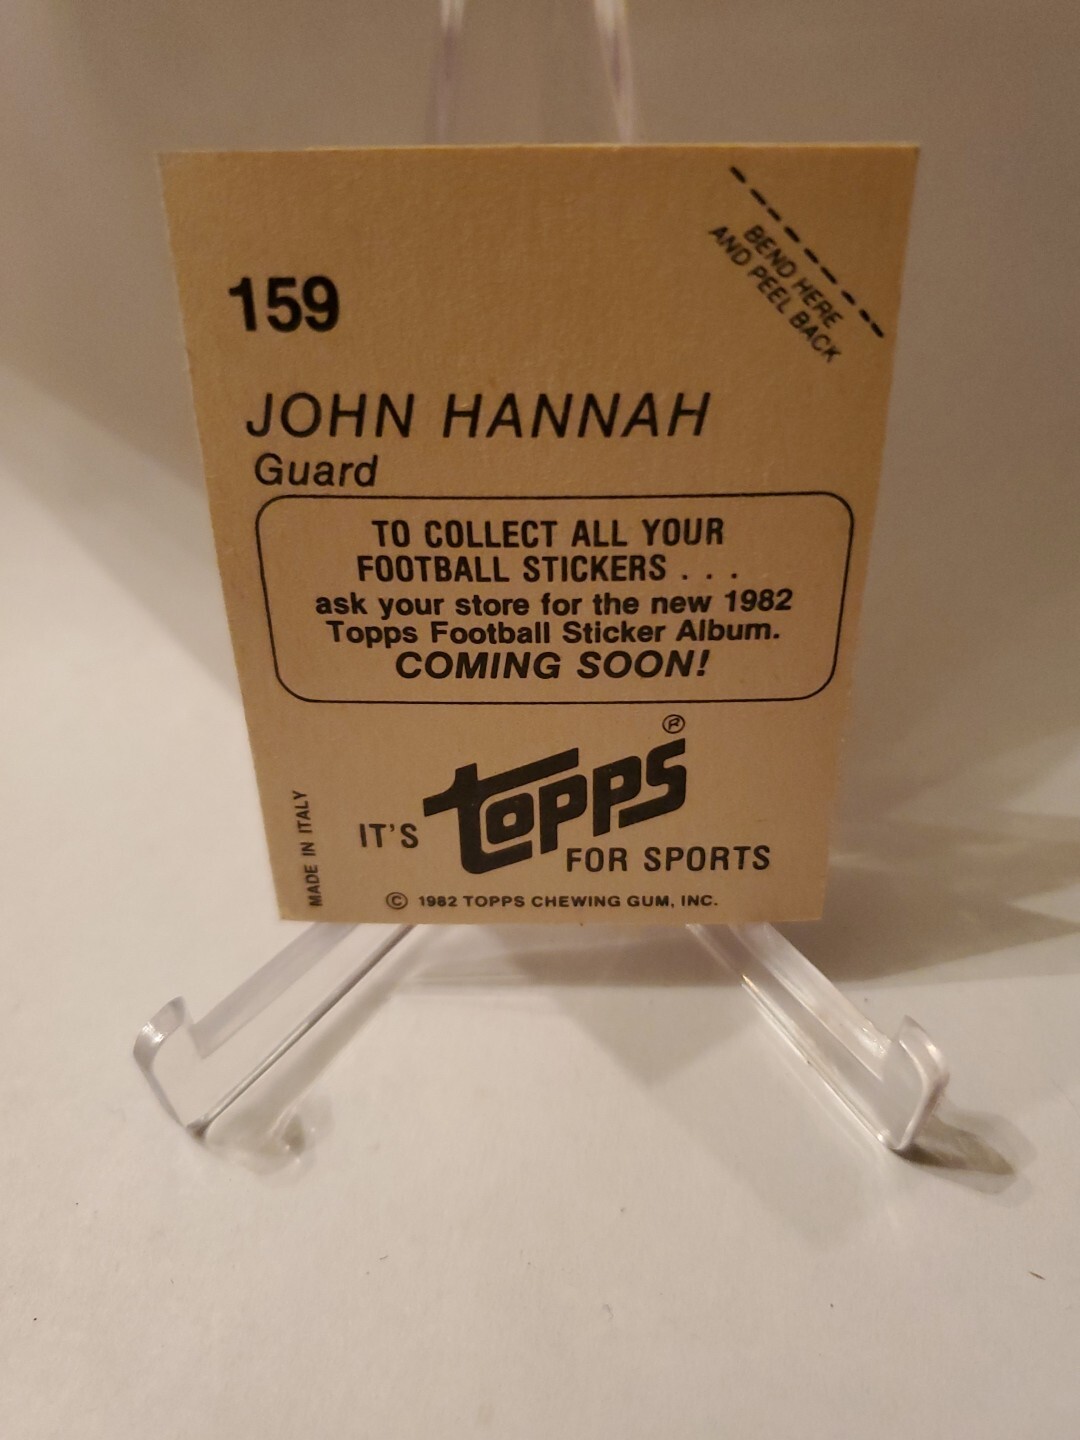 BEND HERE
AND PEEL BACK
159
JOHN HANNAH
Guard
TO COLLECT ALL YOUR
FOOTBALL STICKERS . . .
ask your store for the new 1982
Topps Football Sticker Album.
COMING SOON!
IT'S topps®
FOR SPORTS
MADE IN ITALY
© 1982 TOPPS CHEWING GUM, INC.